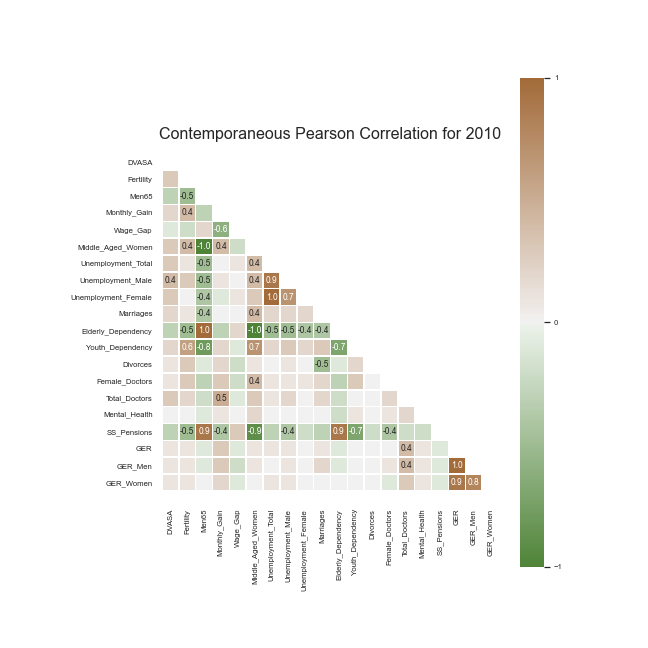 Contemporaneous Pearson Correlation for 2010
1
DVASA
Fertility
Men65 -0.5
Monthly_Gain 0.4
Wage_Gap -0.6
Middle_Aged_Women 0.4 -1.0 0.4
Unemployment_Total -0.5 0.4
Unemployment_Male 0.4 -0.5 0.4 0.9
Unemployment_Female -0.4 1.0 0.7
Marriages -0.4 0.4
0
Elderly_Dependency -0.5 1.0 -1.0 -0.5 -0.5 -0.4 -0.4
Youth_Dependency 0.6 -0.8 0.7 -0.7
Divorces -0.5
Female_Doctors 0.4
Total_Doctors 0.5
Mental_Health
SS_Pensions -0.5 0.9 -0.4 -0.9 -0.4 0.9 -0.7 -0.4
GER 0.4
GER_Men 0.4 1.0
GER_Women 0.9 0.8
DVASA
Fertility
Men65
Monthly_Gain
Wage_Gap
Middle_Aged_Women
Unemployment_Total
Unemployment_Male
Unemployment_Female
Marriages
Elderly_Dependency
Youth_Dependency
Divorces
Female_Doctors
Total_Doctors
Mental_Health
SS_Pensions
GER
GER_Men
GER_Women
−1